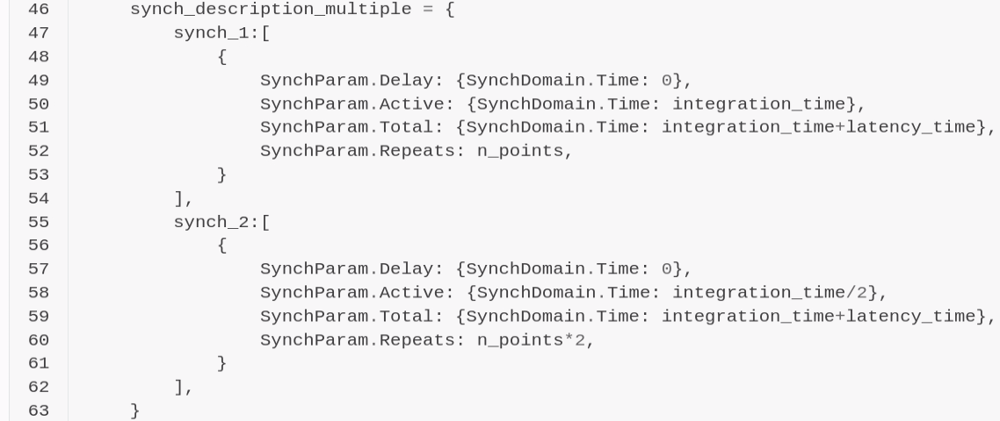 46 synch_description_multiple = {
47 synch_1:[
48 {
49 SynchParam.Delay: {SynchDomain.Time: 0},
50 SynchParam.Active: {SynchDomain.Time: integration_time},
51 SynchParam.Total: {SynchDomain.Time: integration_time+latency_time},
52 SynchParam.Repeats: n_points,
53 }
54 ],
55 synch_2:[
56 {
57 SynchParam.Delay: {SynchDomain.Time: 0},
58 SynchParam.Active: {SynchDomain.Time: integration_time/2},
59 SynchParam.Total: {SynchDomain.Time: integration_time+latency_time},
60 SynchParam.Repeats: n_points*2,
61 }
62 ],
63 }